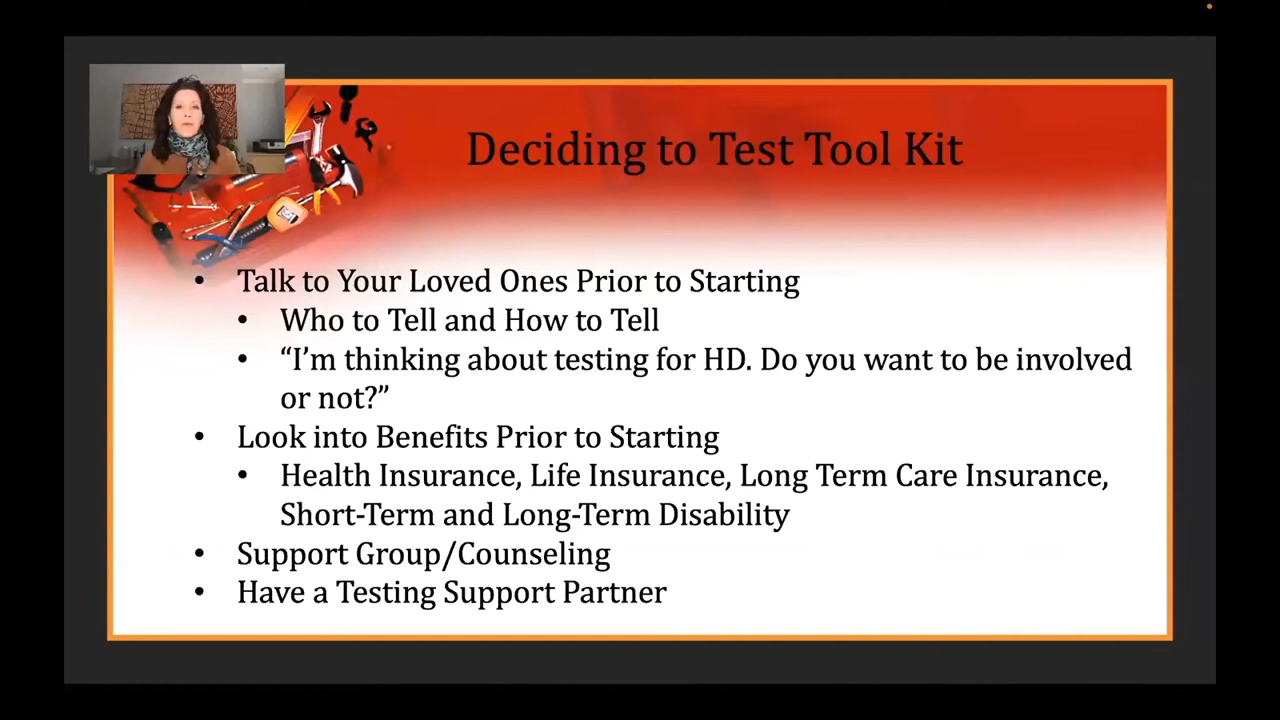 Deciding to Test Tool Kit
• Talk to Your Loved Ones Prior to Starting
• Who to Tell and How to Tell
• “I’m thinking about testing for HD. Do you want to be involved
or not?”
• Look into Benefits Prior to Starting
• Health Insurance, Life Insurance, Long Term Care Insurance,
Short-Term and Long-Term Disability
• Support Group/Counseling
• Have a Testing Support Partner